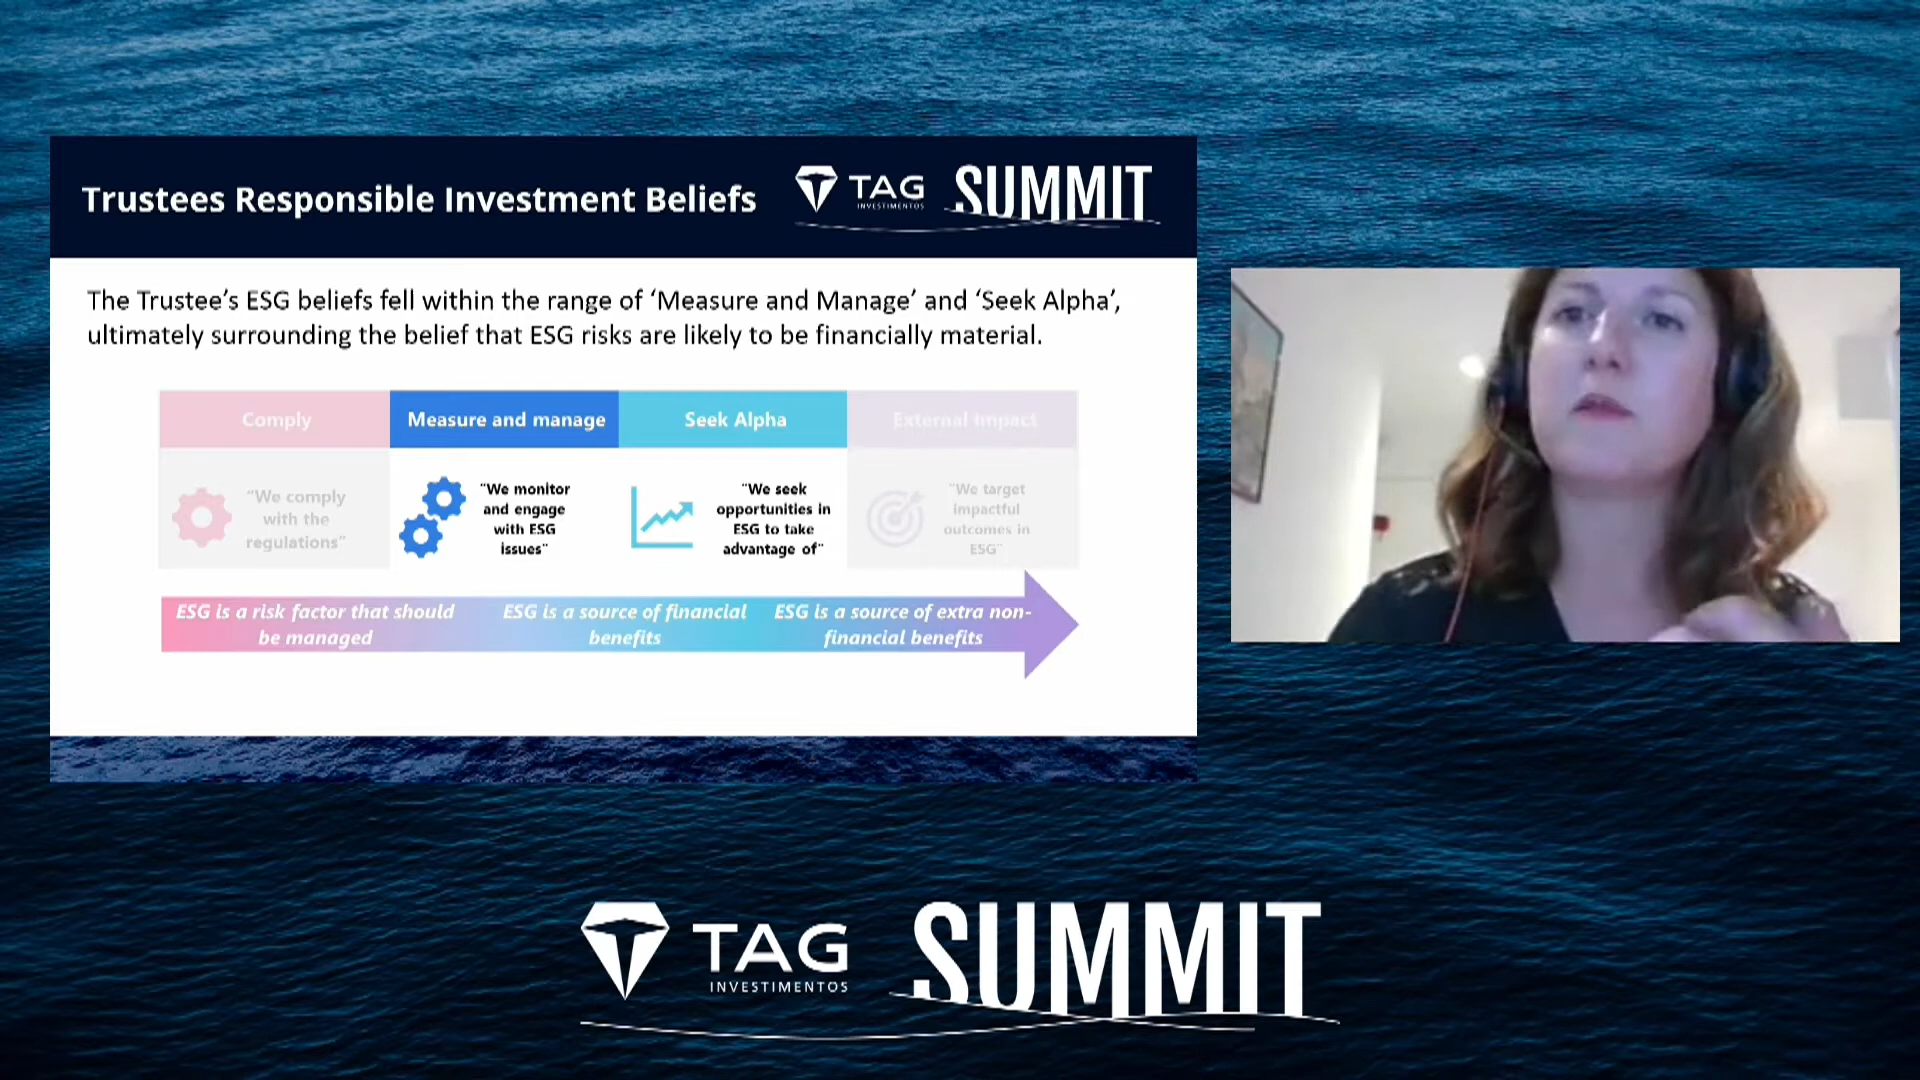 Trustees Responsible Investment Beliefs
TAG
INVESTIMENTOS
SUMMIT
The Trustee's ESG beliefs fell within the range of ‘Measure and Manage’ and ‘Seek Alpha’,
ultimately surrounding the belief that ESG risks are likely to be financially material.
Comply
Measure and manage
Seek Alpha
External Impact
"We comply
with the
regulations"
"We monitor
and engage
with ESG
issues"
"We seek
opportunities in
ESG to take
advantage of"
"We target
impactful
outcomes in
ESG"
ESG is a risk factor that should
be managed
ESG is a source of financial
benefits
ESG is a source of extra non-
financial benefits
TAG
INVESTIMENTOS
SUMMIT